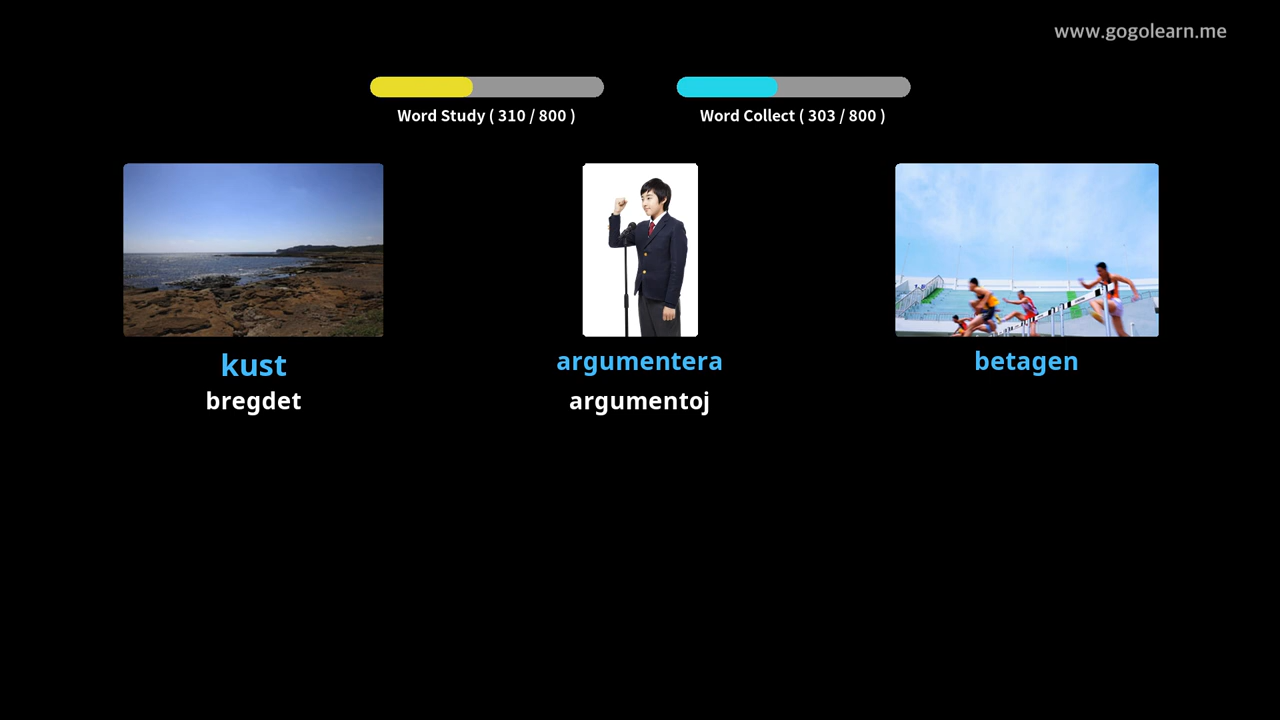 www.gogolearn.me
Word Study ( 310 / 800 )
Word Collect ( 303 / 800 )
kust
bregdet
argumentera
argumentoj
betagen